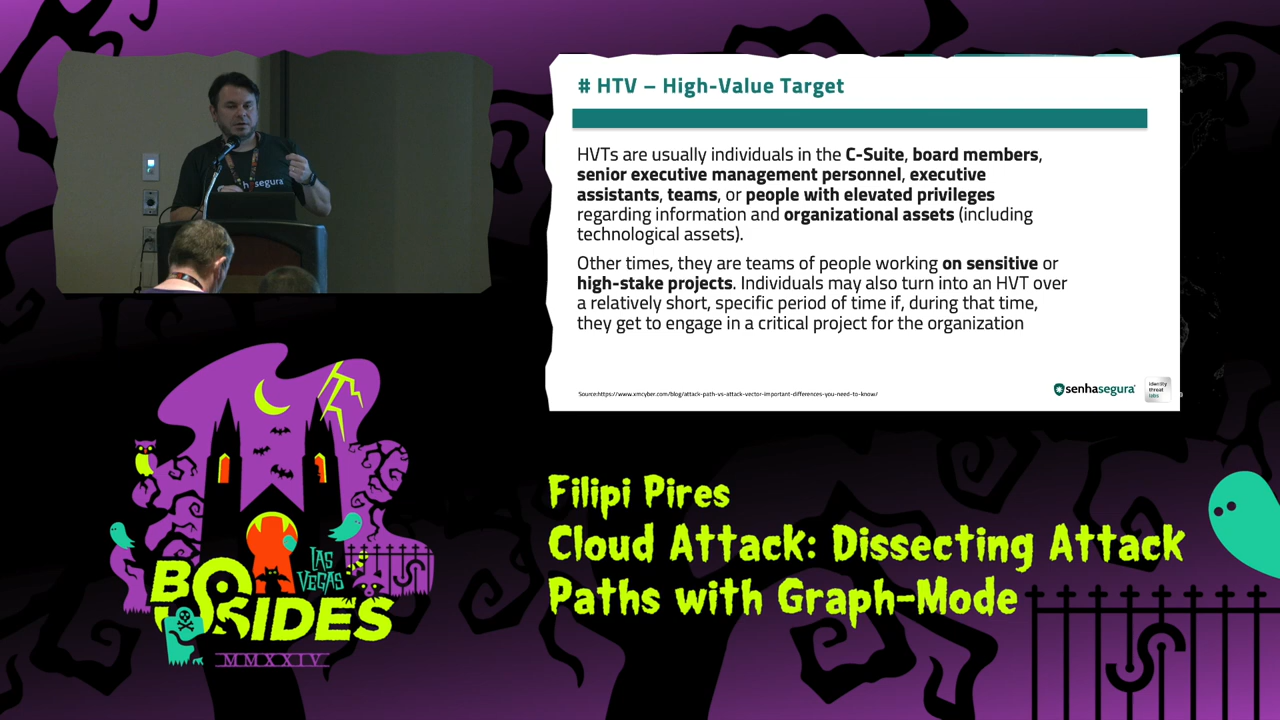 # HTV – High-Value Target
HVTs are usually individuals in the C-Suite, board members,
senior executive management personnel, executive
assistants, teams, or people with elevated privileges
regarding information and organizational assets (including
technological assets).
Other times, they are teams of people working on sensitive or
high-stake projects. Individuals may also turn into an HVT over
a relatively short, specific period of time if, during that time,
they get to engage in a critical project for the organization
Source:https://www.xmcyber.com/blog/attack-path-vs-attack-vector-important-differences-you-need-to-know/
senhasegura
identity
threat
labs
segura
LAS
VEGAS
BSIDES
MMXXIV
Filipi Pires
Cloud Attack: Dissecting Attack
Paths with Graph-Mode